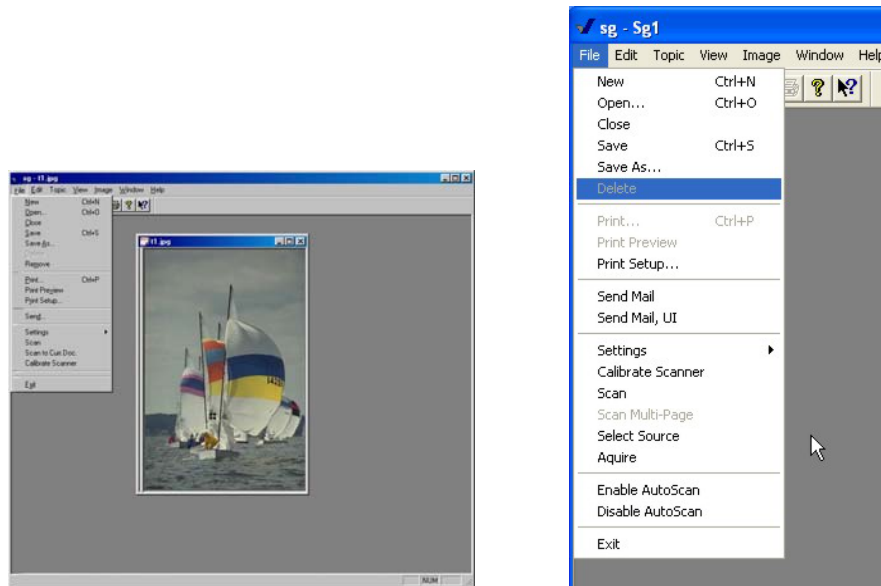 sg - t1.jpg
File Edit Topic View Image Window Help
New Ctrl+N
Open... Ctrl+O
Close
Save Ctrl+S
Save As...
Delete
Remove
Print... Ctrl+P
Print Preview
Print Setup...
Send...
Settings
Scan
Scan to Curr Doc.
Calibrate Scanner
Exit
t1.jpg
NUM
sg - Sg1
File Edit Topic View Image Window Help
New Ctrl+N
Open... Ctrl+O
Close
Save Ctrl+S
Save As...
Delete
Print... Ctrl+P
Print Preview
Print Setup...
Send Mail
Send Mail, UI
Settings
Calibrate Scanner
Scan
Scan Multi-Page
Select Source
Aquire
Enable AutoScan
Disable AutoScan
Exit